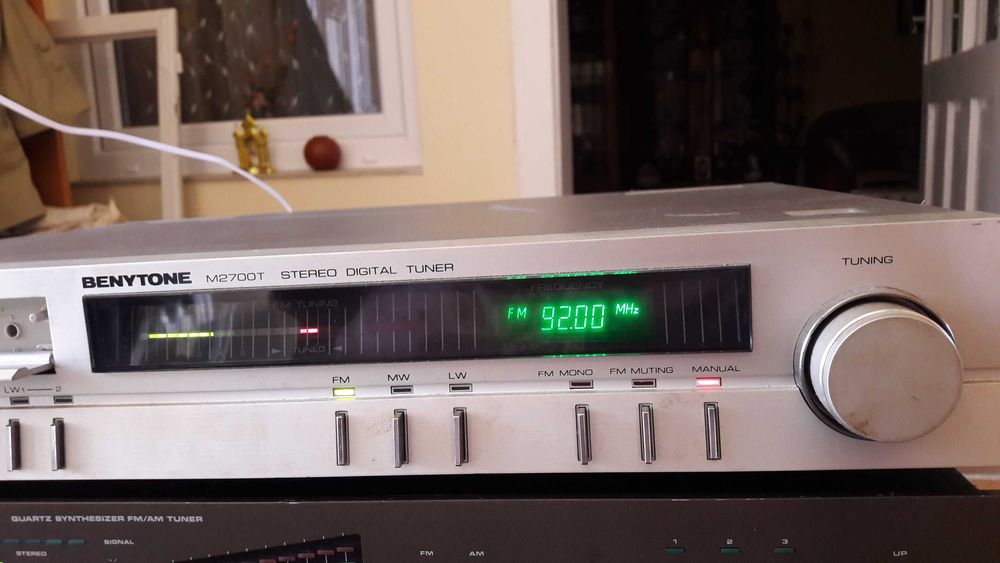 BENYTONE M2700T STEREO DIGITAL TUNER
TUNING
FM TUNING
FREQUENCY
FM 92.00 MHz
TUNED
LW1 2
FM MW LW FM MONO FM MUTING MANUAL
QUARTZ SYNTHESIZER FM/AM TUNER
STEREO SIGNAL
FM AM 1 2 3 UP